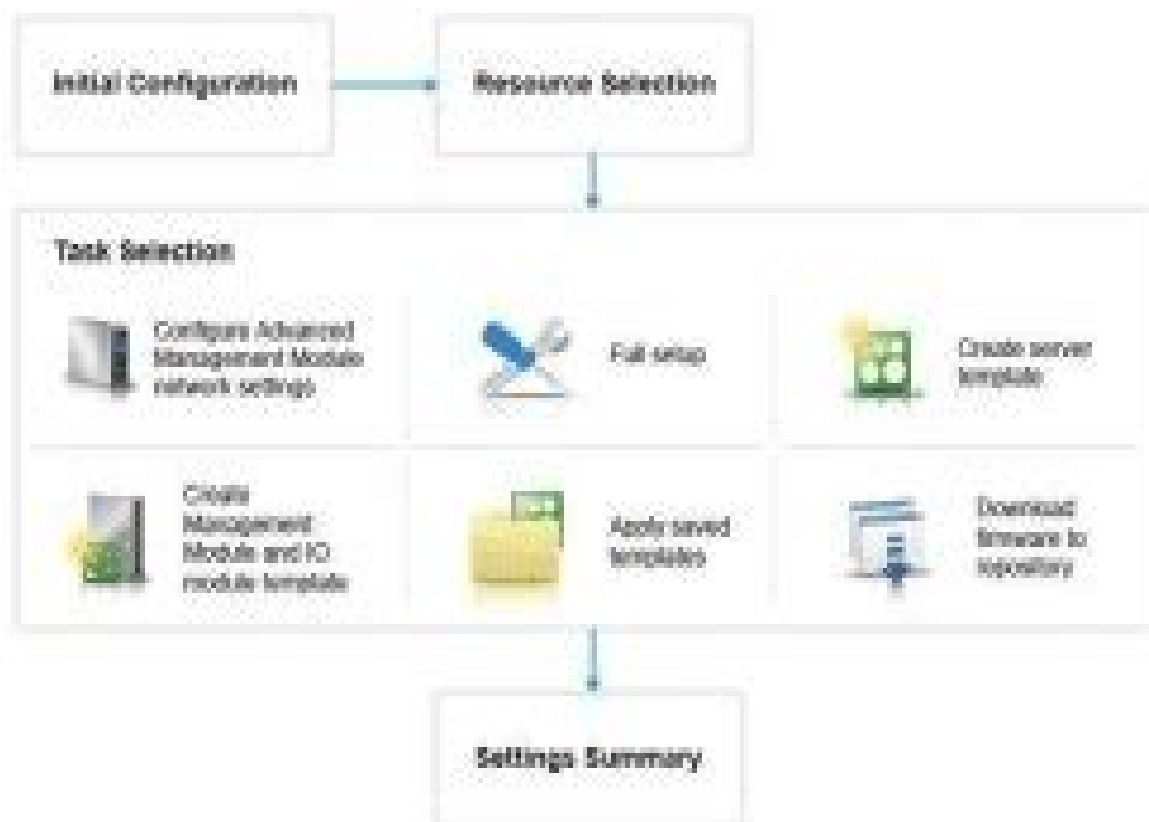 Initial Configuration
Resource Selection
Task Selection
Configure Advanced
Management Module
network settings
Full setup
Create server
template
Create
Management
Module and IO
module template
Apply saved
templates
Download
firmware to
repository
Settings Summary